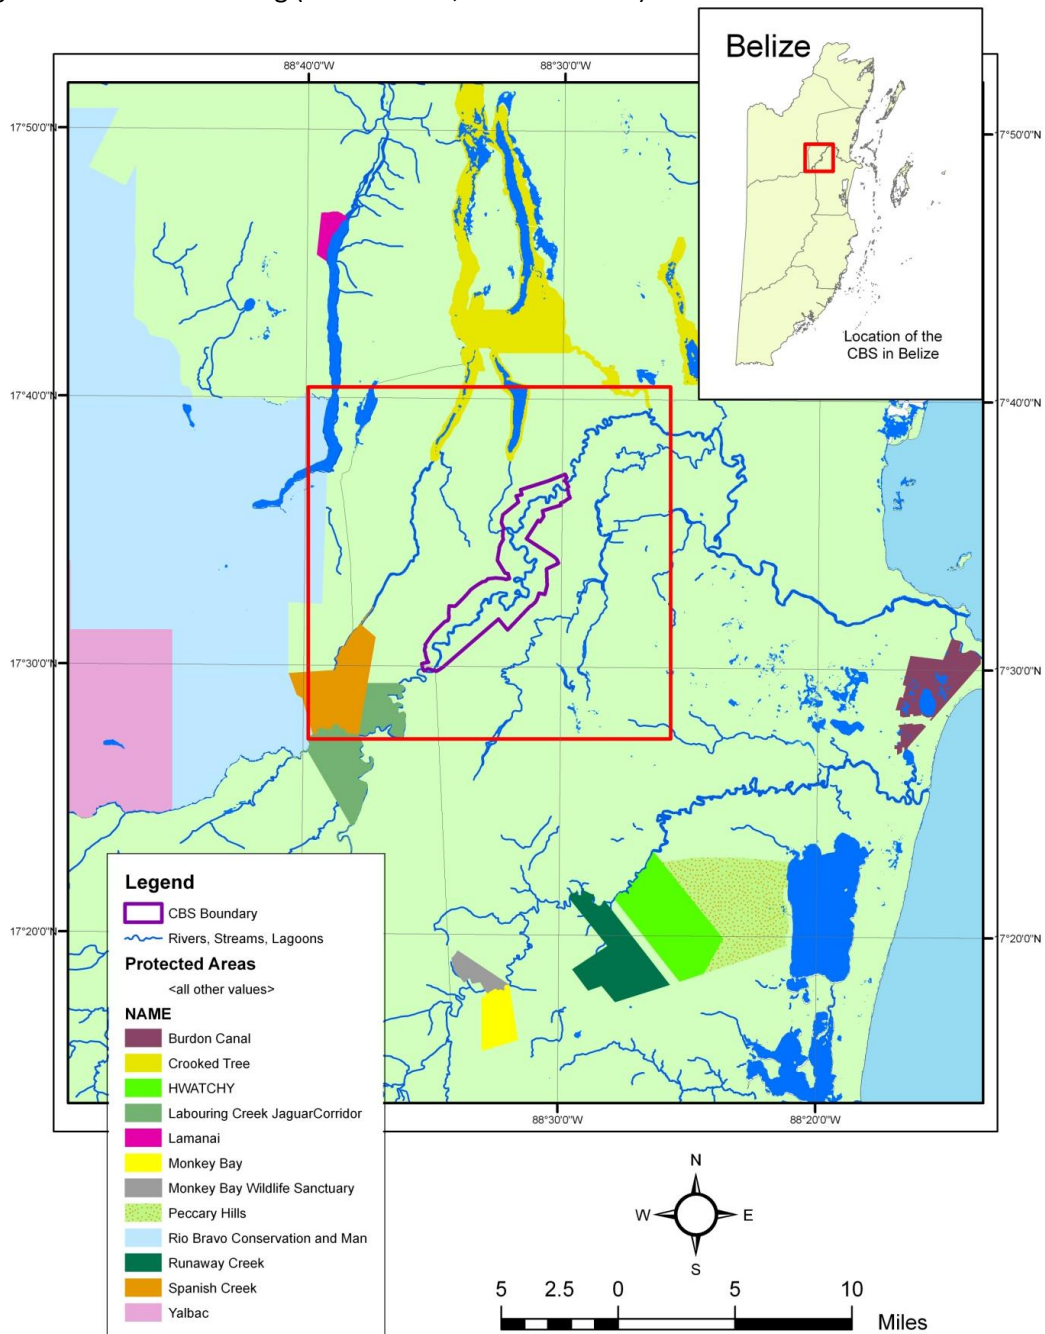 Belize
Location of the
CBS in Belize
88°40'0"W
88°30'0"W
17°50'0"N
17°50'0"N
17°40'0"N
17°40'0"N
17°30'0"N
17°30'0"N
17°20'0"N
17°20'0"N
88°30'0"W
88°20'0"W
Legend
CBS Boundary
Rivers, Streams, Lagoons
Protected Areas
<all other values>
NAME
Burdon Canal
Crooked Tree
HWATCHY
Labouring Creek JaguarCorridor
Lamanai
Monkey Bay
Monkey Bay Wildlife Sanctuary
Peccary Hills
Rio Bravo Conservation and Man
Runaway Creek
Spanish Creek
Yalbac
N
W E
S
5 2.5 0 5 10
Miles